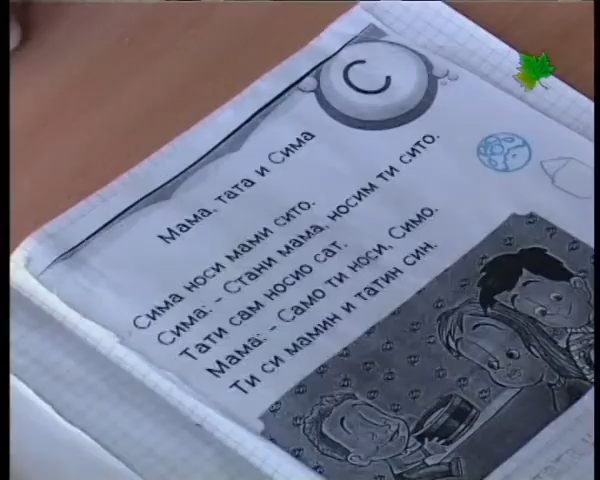 С
Мама, тата и Сима
Сима носи мами сито.
Сима: - Стани мама, носим ти сито.
Тати сам носио сат.
Мама: - Само ти носи, Симо.
Ти си мамин и татин син.